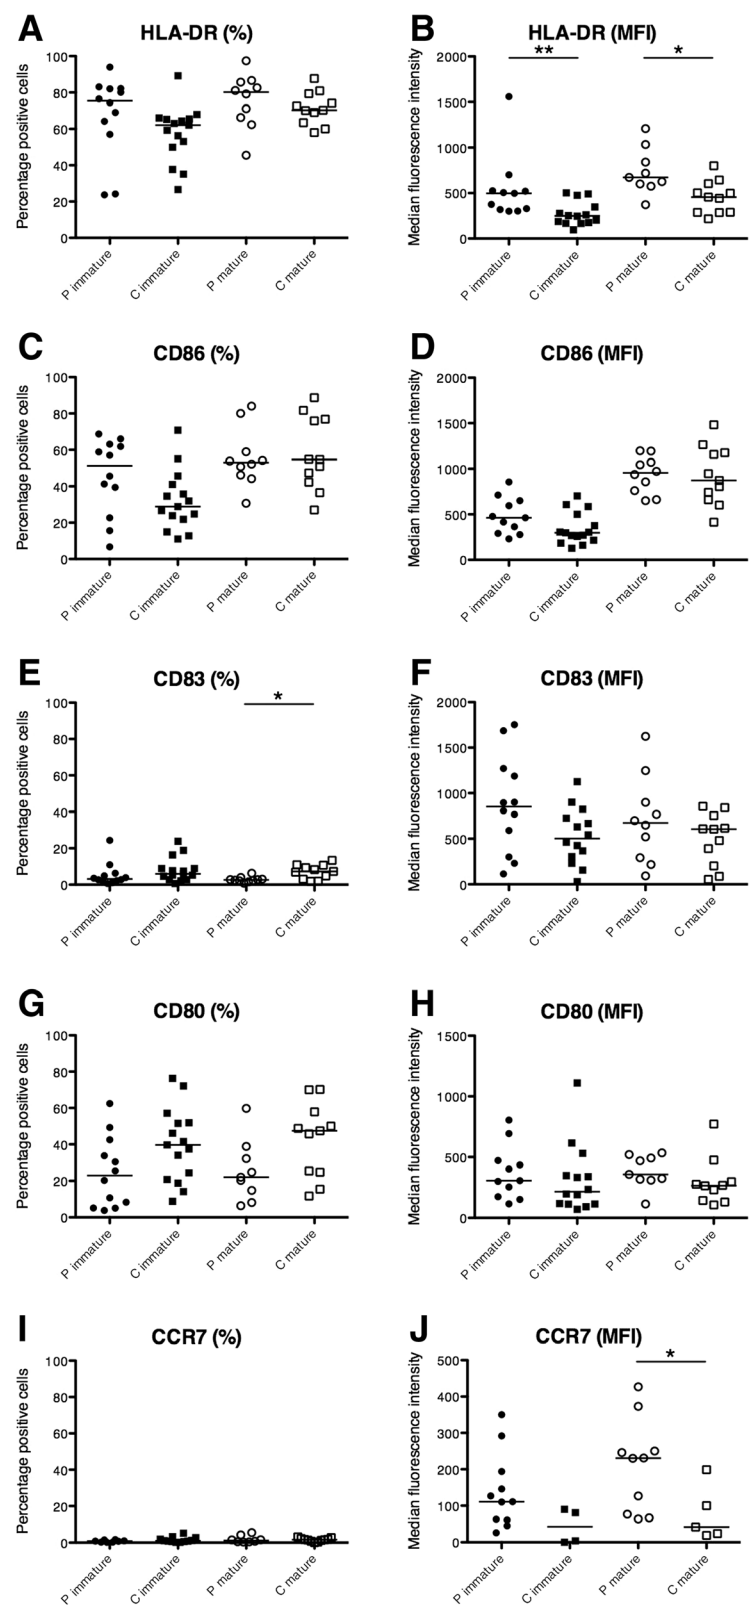 A
HLA-DR (%)
Percentage positive cells
100
80
60
40
20
0
P immature
C immature
P mature
C mature
B
HLA-DR (MFI)
Median fluorescence intensity
2000
1500
1000
500
0
**
*
P immature
C immature
P mature
C mature
C
CD86 (%)
Percentage positive cells
100
80
60
40
20
0
P immature
C immature
P mature
C mature
D
CD86 (MFI)
Median fluorescence intensity
2000
1500
1000
500
0
P immature
C immature
P mature
C mature
E
CD83 (%)
Percentage positive cells
100
80
60
40
20
0
*
P immature
C immature
P mature
C mature
F
CD83 (MFI)
Median fluorescence intensity
2000
1500
1000
500
0
P immature
C immature
P mature
C mature
G
CD80 (%)
Percentage positive cells
100
80
60
40
20
0
P immature
C immature
P mature
C mature
H
CD80 (MFI)
Median fluorescence intensity
1500
1000
500
0
P immature
C immature
P mature
C mature
I
CCR7 (%)
Percentage positive cells
100
80
60
40
20
0
P immature
C immature
P mature
C mature
J
CCR7 (MFI)
Median fluorescence intensity
500
400
300
200
100
0
*
P immature
C immature
P mature
C mature